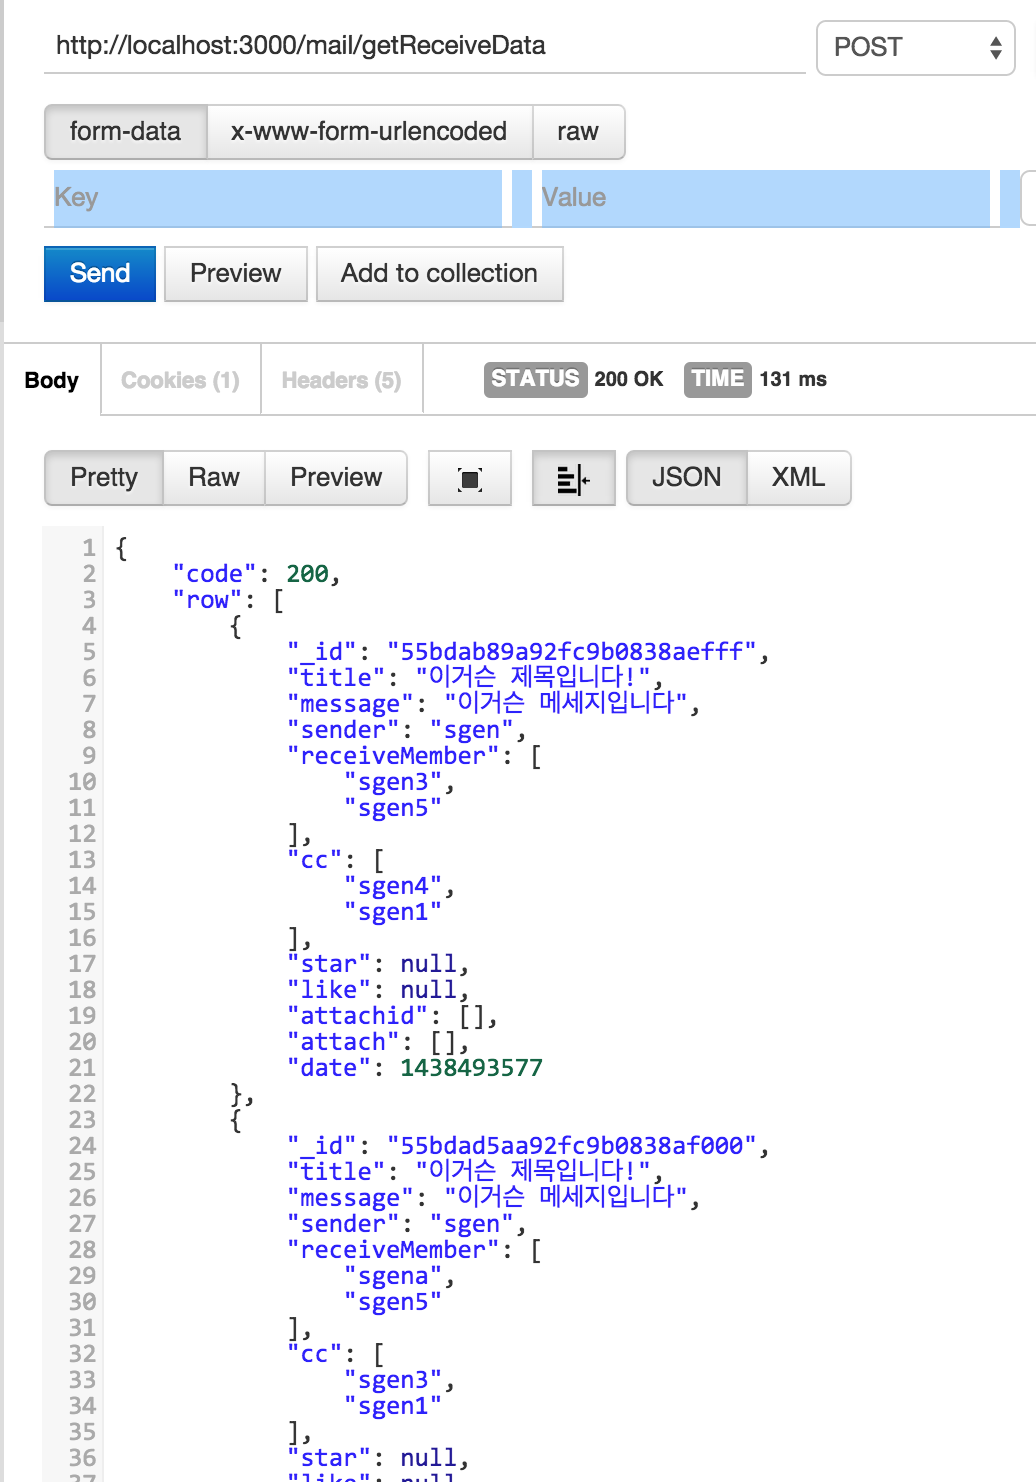 http://localhost:3000/mail/getReceiveData
POST
form-data x-www-form-urlencoded raw
Key Value
Send Preview Add to collection
Body Cookies (1) Headers (5) STATUS 200 OK TIME 131 ms
Pretty Raw Preview JSON XML
1 {
2 "code": 200,
3 "row": [
4 {
5 "_id": "55bdab89a92fc9b0838aefff",
6 "title": "이거슨 제목입니다!",
7 "message": "이거슨 메세지입니다",
8 "sender": "sgen",
9 "receiveMember": [
10 "sgen3",
11 "sgen5"
12 ],
13 "cc": [
14 "sgen4",
15 "sgen1"
16 ],
17 "star": null,
18 "like": null,
19 "attachid": [],
20 "attach": [],
21 "date": 1438493577
22 },
23 {
24 "_id": "55bdad5aa92fc9b0838af000",
25 "title": "이거슨 제목입니다!",
26 "message": "이거슨 메세지입니다",
27 "sender": "sgen",
28 "receiveMember": [
29 "sgena",
30 "sgen5"
31 ],
32 "cc": [
33 "sgen3",
34 "sgen1"
35 ],
36 "star": null,
37 "like": null